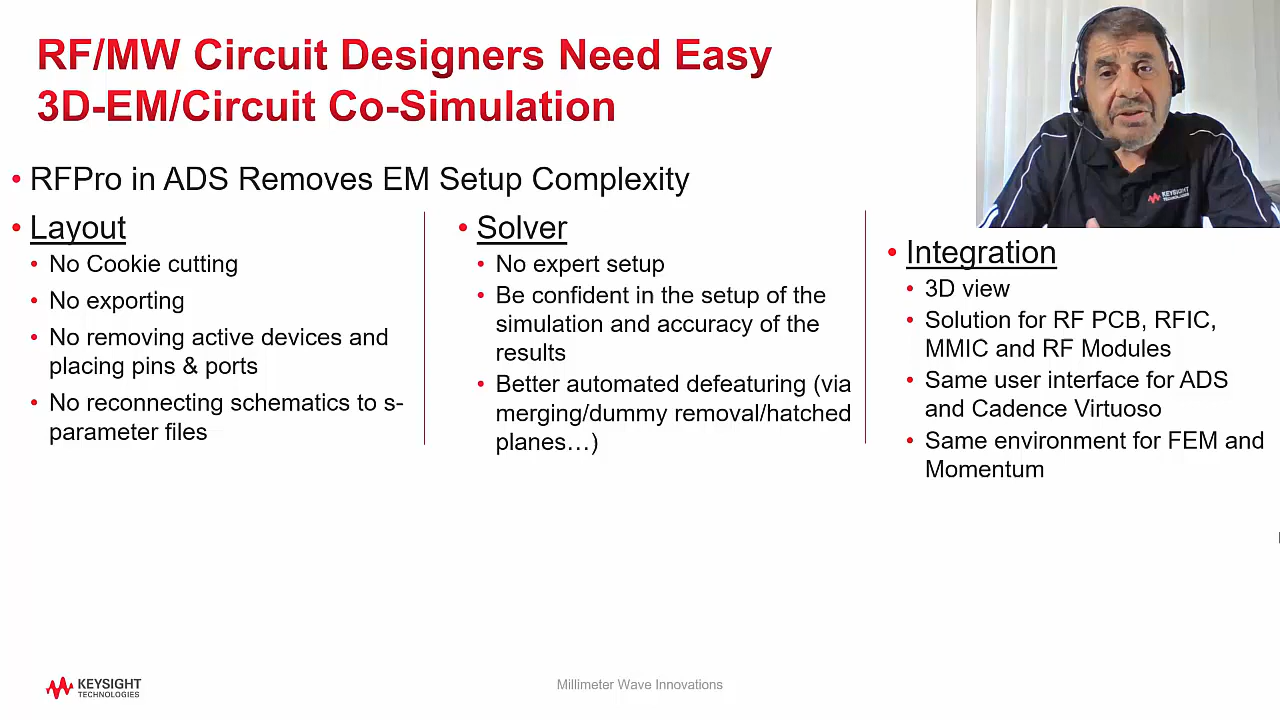 RF/MW Circuit Designers Need Easy
3D-EM/Circuit Co-Simulation
• RFPro in ADS Removes EM Setup Complexity
• Layout
• No Cookie cutting
• No exporting
• No removing active devices and
placing pins & ports
• No reconnecting schematics to s-
parameter files
• Solver
• No expert setup
• Be confident in the setup of the
simulation and accuracy of the
results
• Better automated defeaturing (via
merging/dummy removal/hatched
planes…)
• Integration
• 3D view
• Solution for RF PCB, RFIC,
MMIC and RF Modules
• Same user interface for ADS
and Cadence Virtuoso
• Same environment for FEM and
Momentum
KEYSIGHT
TECHNOLOGIES
KEYSIGHT
TECHNOLOGIES
Millimeter Wave Innovations